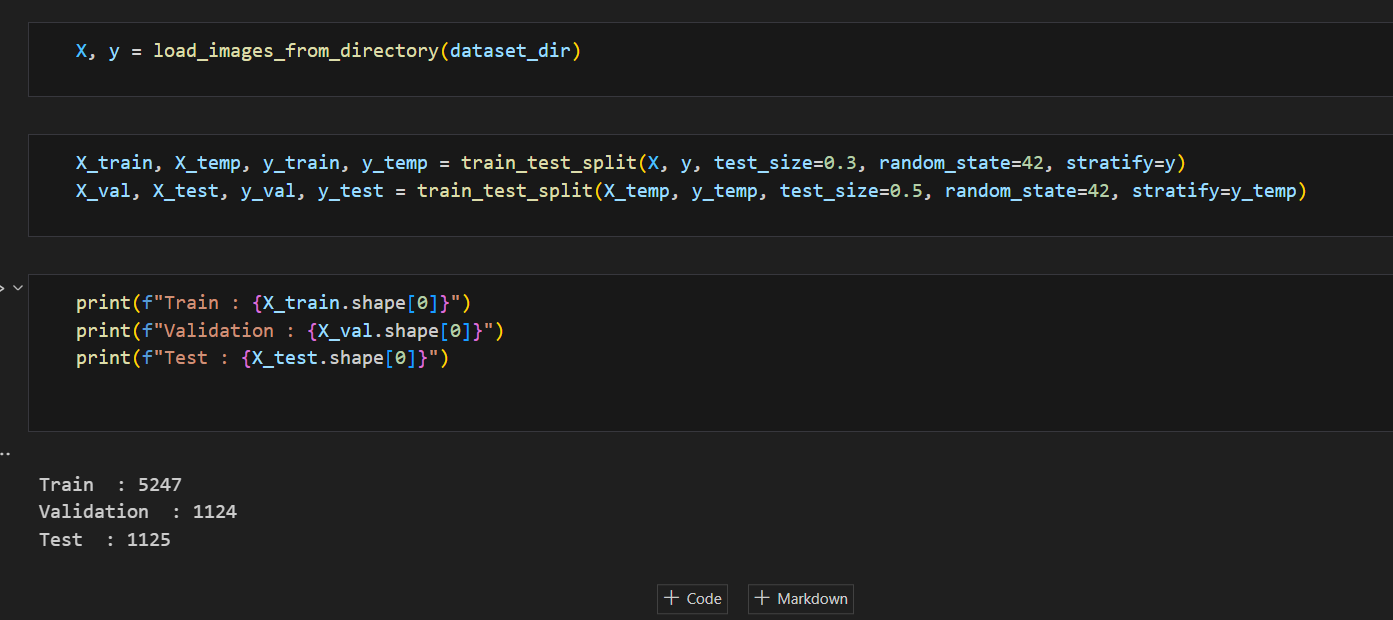 X, y = load_images_from_directory(dataset_dir)
X_train, X_temp, y_train, y_temp = train_test_split(X, y, test_size=0.3, random_state=42, stratify=y)
X_val, X_test, y_val, y_test = train_test_split(X_temp, y_temp, test_size=0.5, random_state=42, stratify=y_temp)
print(f"Train : {X_train.shape[0]}")
print(f"Validation : {X_val.shape[0]}")
print(f"Test : {X_test.shape[0]}")
Train  : 5247
Validation  : 1124
Test  : 1125
+ Code + Markdown